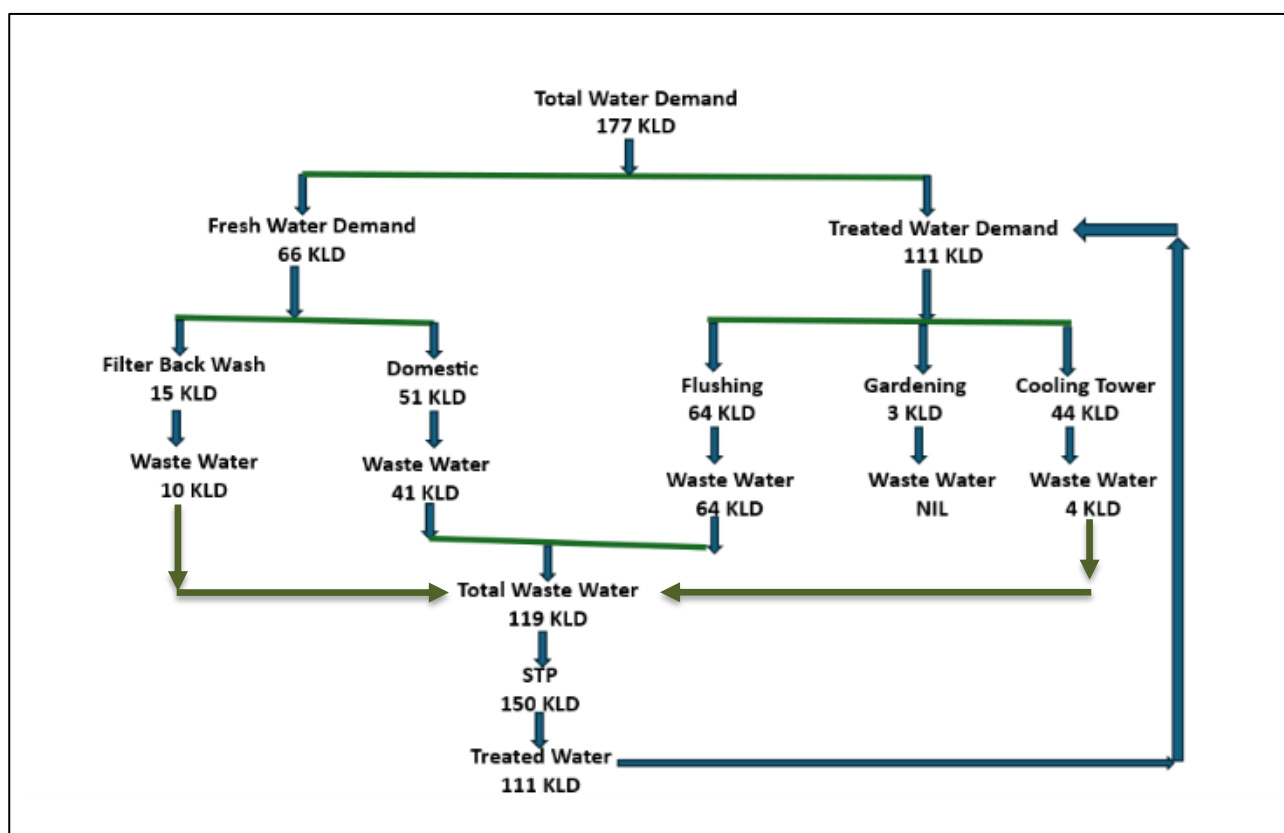 Total Water Demand
177 KLD
Fresh Water Demand
66 KLD
Treated Water Demand
111 KLD
Filter Back Wash
15 KLD
Domestic
51 KLD
Flushing
64 KLD
Gardening
3 KLD
Cooling Tower
44 KLD
Waste Water
10 KLD
Waste Water
41 KLD
Waste Water
64 KLD
Waste Water
NIL
Waste Water
4 KLD
Total Waste Water
119 KLD
STP
150 KLD
Treated Water
111 KLD